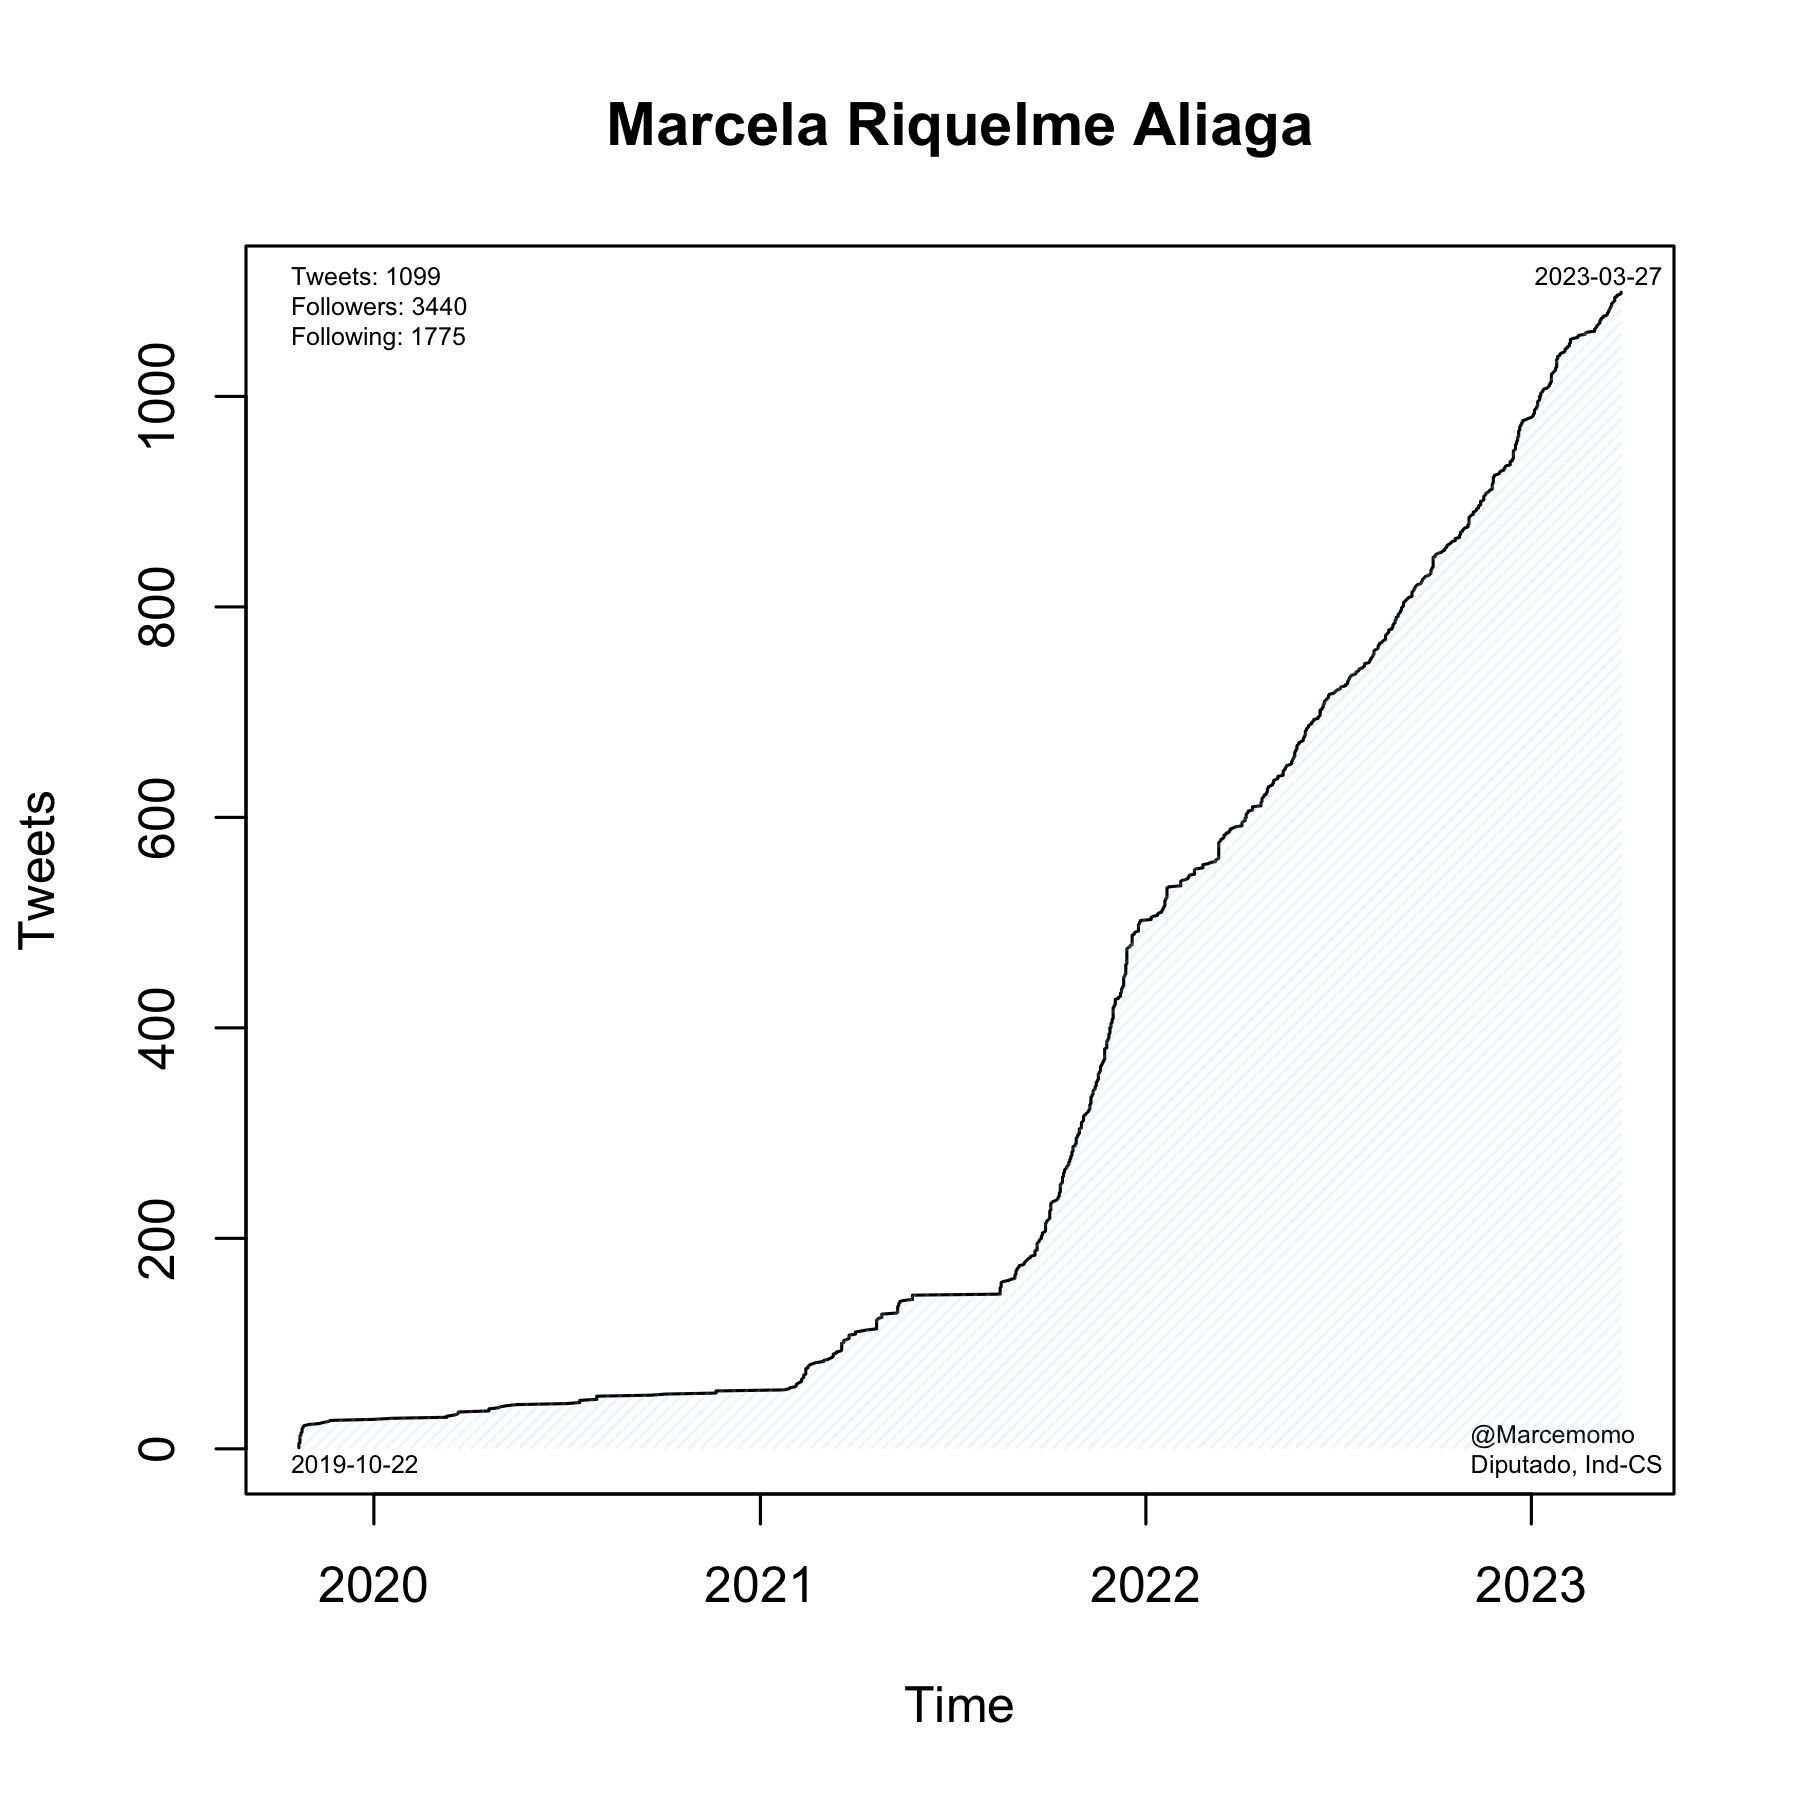 Marcela Riquelme Aliaga
Tweets: 1099
Followers: 3440
Following: 1775
2023-03-27
1000
800
600
400
200
0
Tweets
@Marcemomo
Diputado, Ind-CS
2019-10-22
2020
2021
2022
2023
Time